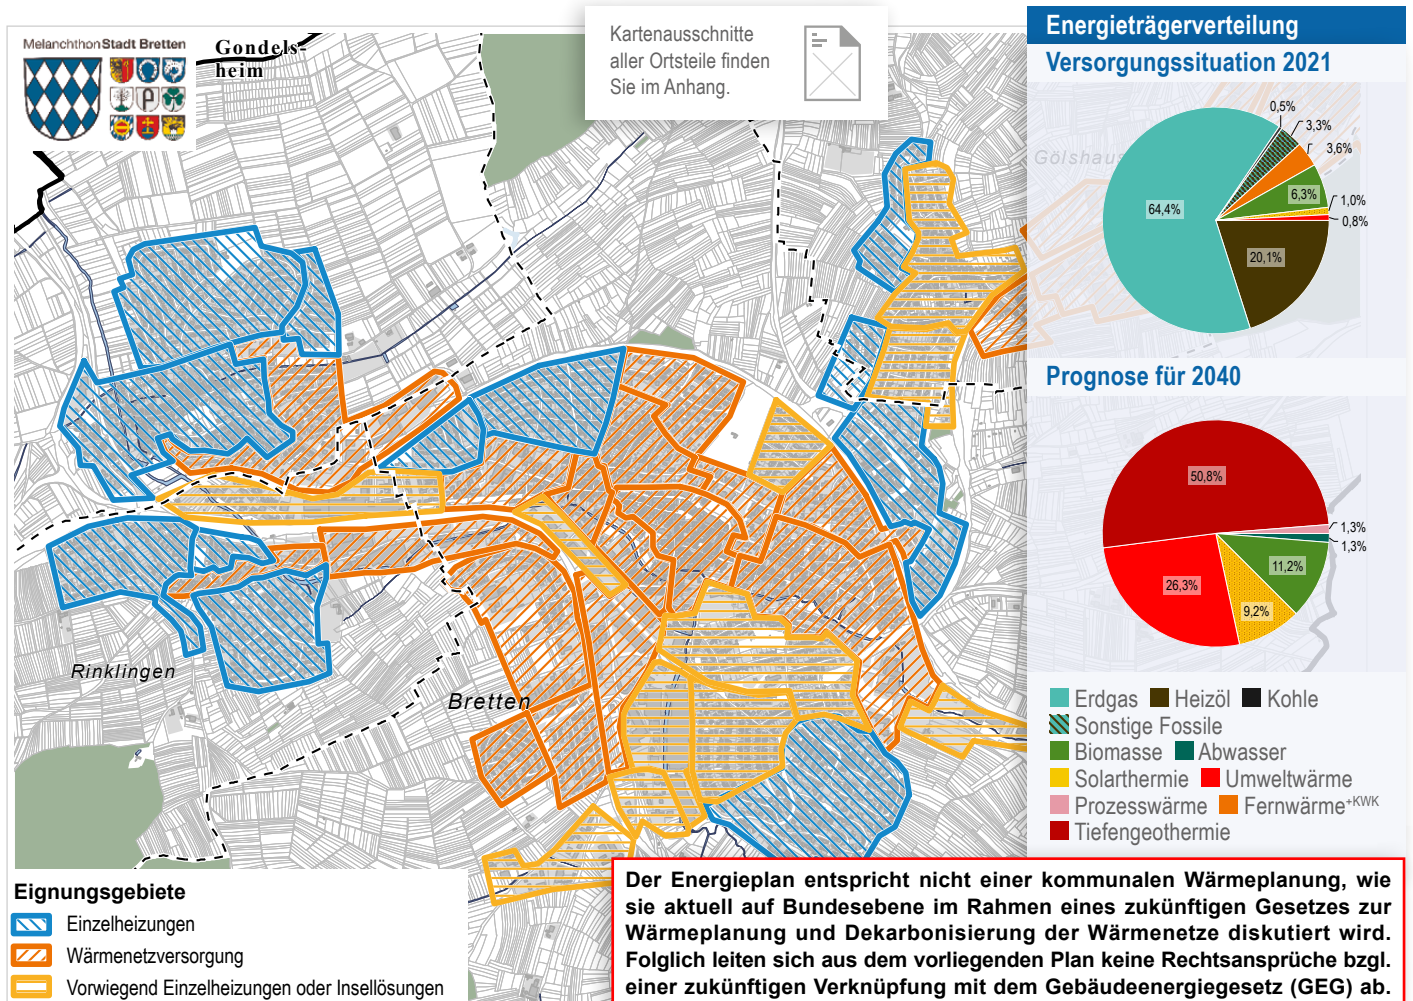 Melanchthon Stadt Bretten
Gondels-
heim
Kartenausschnitte
aller Ortsteile finden
Sie im Anhang.
Rinklingen
Bretten
Energieträgerverteilung
Versorgungssituation 2021
Gölshaus
0,5%
3,3%
3,6%
6,3%
1,0%
0,8%
64,4%
20,1%
Prognose für 2040
50,8%
1,3%
1,3%
11,2%
26,3%
9,2%
Erdgas Heizöl Kohle
Sonstige Fossile
Biomasse Abwasser
Solarthermie Umweltwärme
Prozesswärme Fernwärme+KWK
Tiefengeothermie
Eignungsgebiete
Einzelheizungen
Wärmenetzversorgung
Vorwiegend Einzelheizungen oder Insellösungen
Der Energieplan entspricht nicht einer kommunalen Wärmeplanung, wie
sie aktuell auf Bundesebene im Rahmen eines zukünftigen Gesetzes zur
Wärmeplanung und Dekarbonisierung der Wärmenetze diskutiert wird.
Folglich leiten sich aus dem vorliegenden Plan keine Rechtsansprüche bzgl.
einer zukünftigen Verknüpfung mit dem Gebäudeenergiegesetz (GEG) ab.